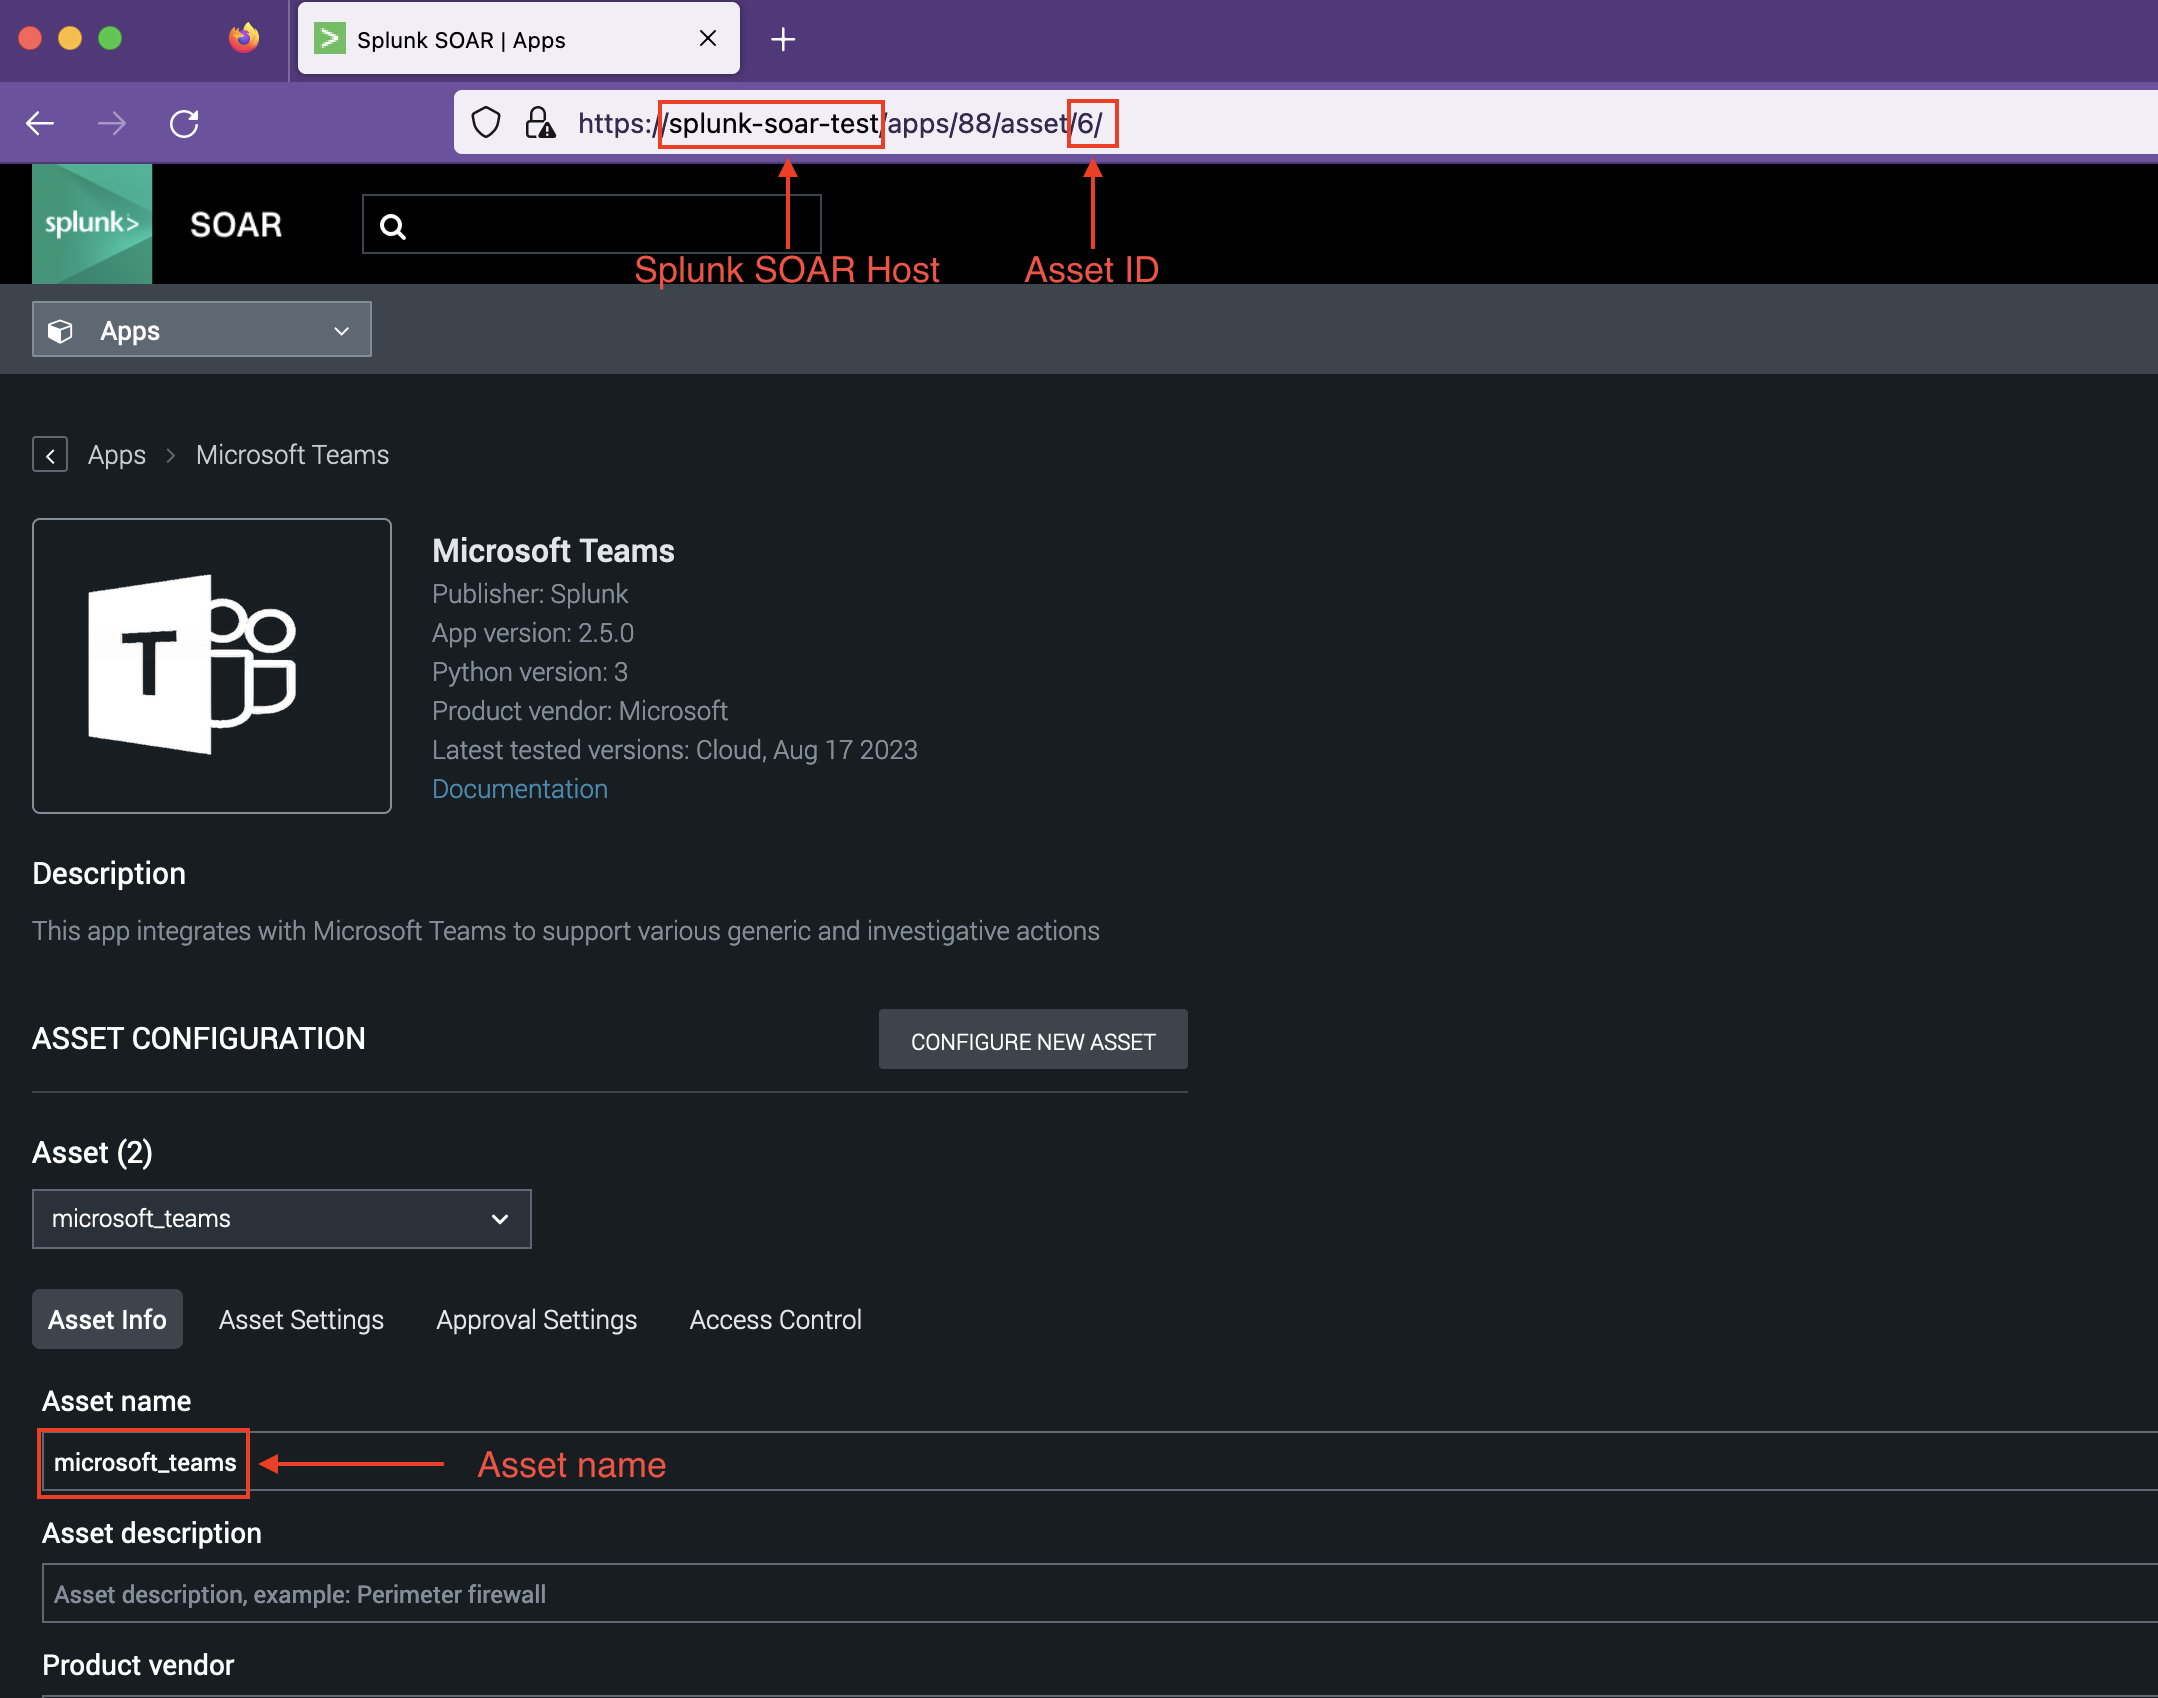 Splunk SOAR | Apps
https://splunk-soar-test/apps/88/asset/6/
splunk> SOAR
Splunk SOAR Host Asset ID
Apps
Apps > Microsoft Teams
T
Microsoft Teams
Publisher: Splunk
App version: 2.5.0
Python version: 3
Product vendor: Microsoft
Latest tested versions: Cloud, Aug 17 2023
Documentation
Description
This app integrates with Microsoft Teams to support various generic and investigative actions
ASSET CONFIGURATION CONFIGURE NEW ASSET
Asset (2)
microsoft_teams
Asset Info Asset Settings Approval Settings Access Control
Asset name
microsoft_teams Asset name
Asset description
Asset description, example: Perimeter firewall
Product vendor